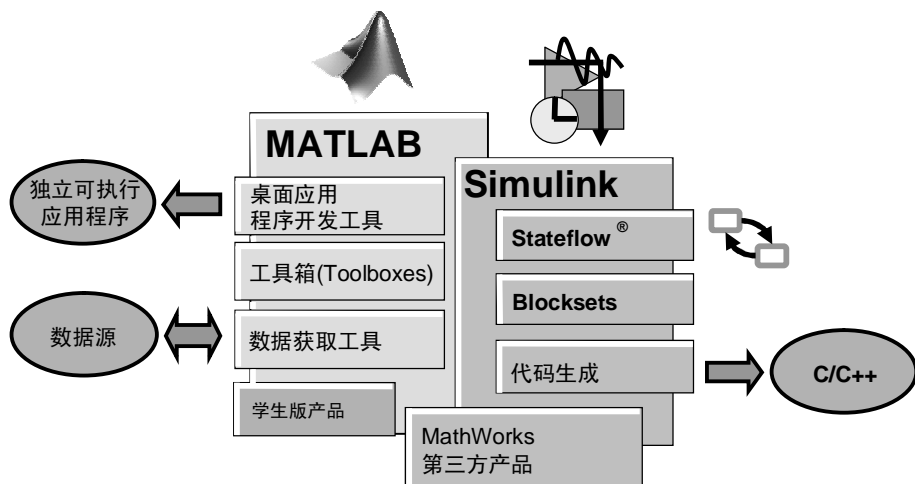 MATLAB
Simulink
独立可执行
应用程序
桌面应用
程序开发工具
Stateflow ®
工具箱(Toolboxes)
Blocksets
数据源
数据获取工具
代码生成
C/C++
学生版产品
MathWorks
第三方产品